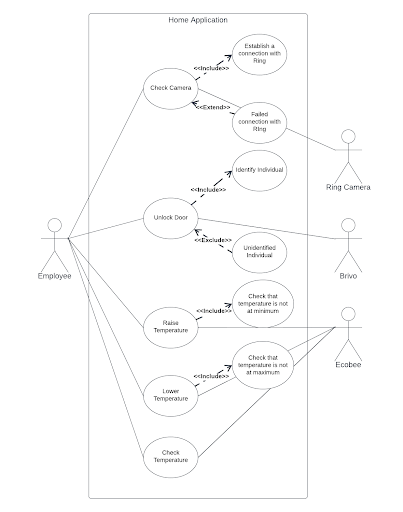 Home Application
Establish a
connection with
Ring
<<Include>>
Check Camera
<<Extend>>
Failed
connection with
RIng
Ring Camera
Identify Individual
<<Include>>
Unlock Door
<<Exclude>>
Unidentified
Individual
Employee
Brivo
Check that
temperature is not
at minimum
<<Include>>
Raise
Temperature
Check that
temperature is not
at maximum
Ecobee
<<Include>>
Lower
Temperature
Check
Temperature